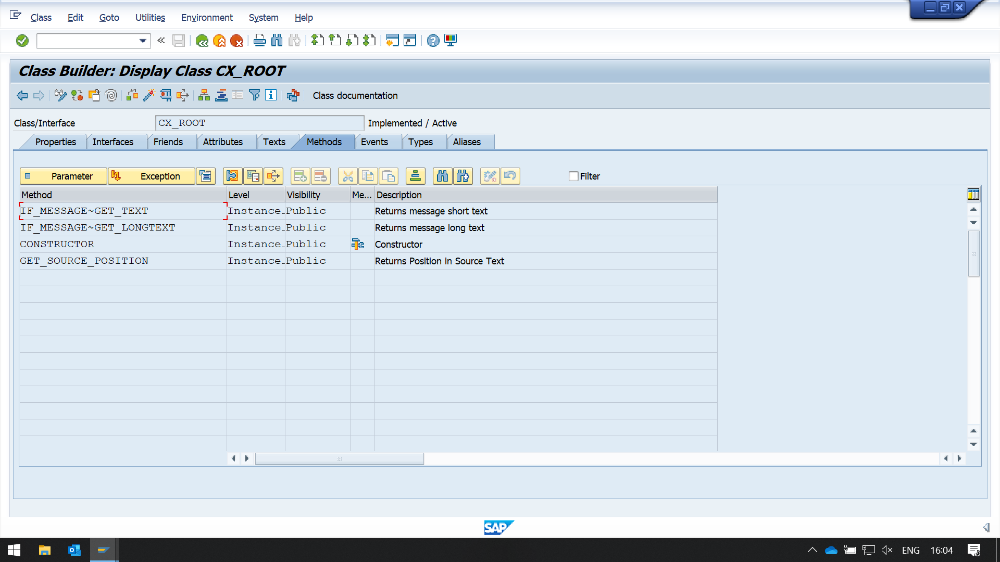 Class Edit Goto Utilities Environment System Help
Class Builder: Display Class CX_ROOT
Class documentation
Class/Interface CX_ROOT Implemented / Active
Properties Interfaces Friends Attributes Texts Methods Events Types Aliases
Parameter Exception Filter
Method Level Visibility Me... Description
IF_MESSAGE~GET_TEXT Instance… Public Returns message short text
IF_MESSAGE~GET_LONGTEXT Instance… Public Returns message long text
CONSTRUCTOR Instance… Public Constructor
GET_SOURCE_POSITION Instance… Public Returns Position in Source Text
SAP
ENG 16:04